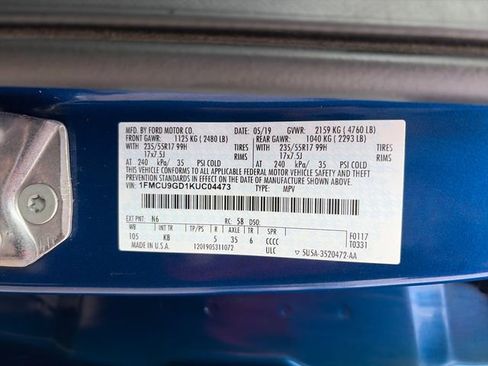 MFD. BY FORD MOTOR CO. DATE: 05/19 GVWR: 2159 KG ( 4760 LB)
FRONT GAWR: 1125 KG ( 2480 LB) REAR GAWR: 1040 KG ( 2293 LB)
WITH 235/55R17 99H TIRES WITH 235/55R17 99H TIRES
17x7.5J RIMS 17x7.5J RIMS
AT 240 kPa/ 35 PSI COLD AT 240 kPa/ 35 PSI COLD
THIS VEHICLE CONFORMS TO ALL APPLICABLE FEDERAL MOTOR VEHICLE SAFETY AND THEFT
PREVENTION STANDARDS IN EFFECT ON THE DATE OF MANUFACTURE SHOWN ABOVE.
VIN: 1FMCU9GD1KUC04473 TYPE: MPV
EXT PNT: N6 RC: 58 DSO:
WB INT TR TP/PS R AXLE TR SPR F0117
105 KB 5 35 6 CCCC T0331
MADE IN U.S.A. 1201905311072 ULC ▽ 5U5A-3520472-AA